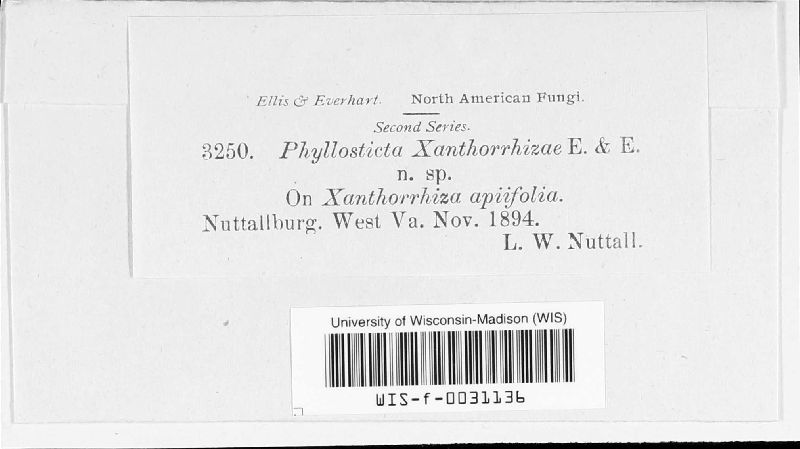 Ellis & Everhart. North American Fungi.
Second Series.
3250. Phyllosticta Xanthorrhizae E. & E.
n. sp.
On Xanthorrhiza apiifolia.
Nuttallburg. West Va. Nov. 1894.
L. W. Nuttall.
University of Wisconsin-Madison (WIS)
WIS-f-0031136